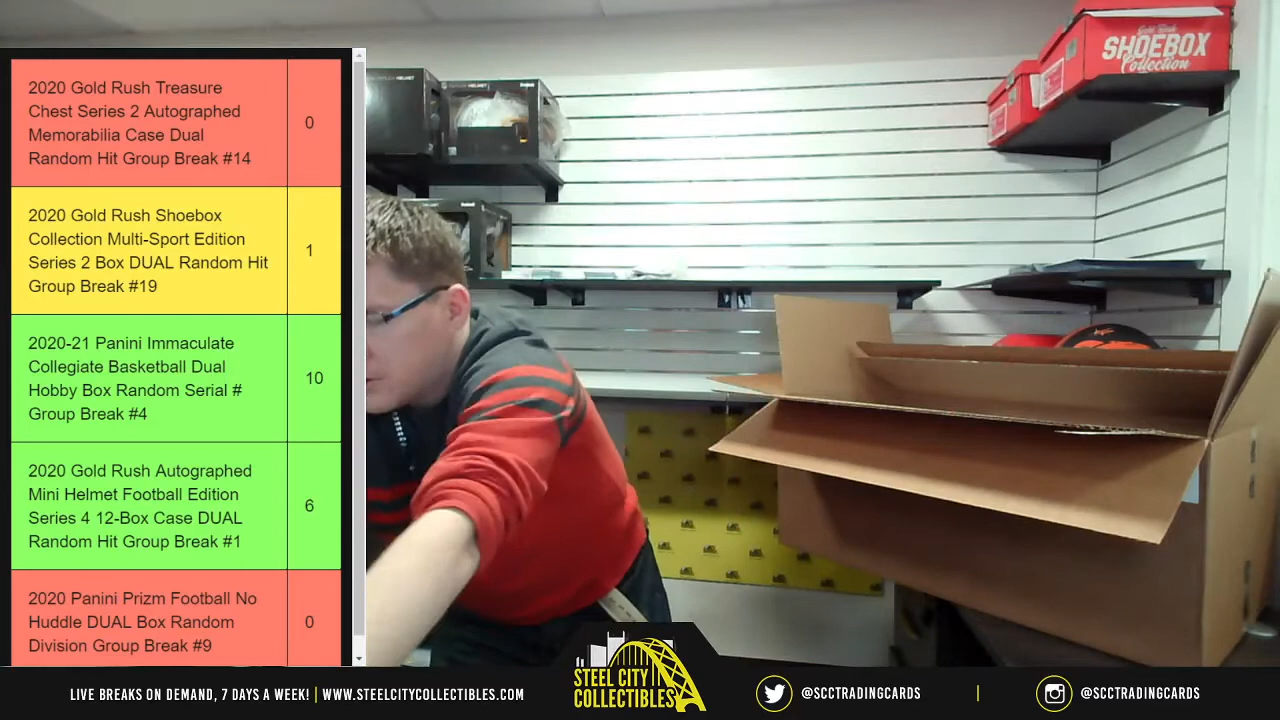 2020 Gold Rush Treasure
Chest Series 2 Autographed
Memorabilia Case Dual
Random Hit Group Break #14
0
2020 Gold Rush Shoebox
Collection Multi-Sport Edition
Series 2 Box DUAL Random Hit
Group Break #19
1
2020-21 Panini Immaculate
Collegiate Basketball Dual
Hobby Box Random Serial #
Group Break #4
10
2020 Gold Rush Autographed
Mini Helmet Football Edition
Series 4 12-Box Case DUAL
Random Hit Group Break #1
6
2020 Panini Prizm Football No
Huddle DUAL Box Random
Division Group Break #9
0
Gold Rush
SHOEBOX
Collection
LIVE BREAKS ON DEMAND, 7 DAYS A WEEK! | WWW.STEELCITYCOLLECTIBLES.COM
STEEL CITY
COLLECTIBLES
@SCCTRADINGCARDS
@SCCTRADINGCARDS